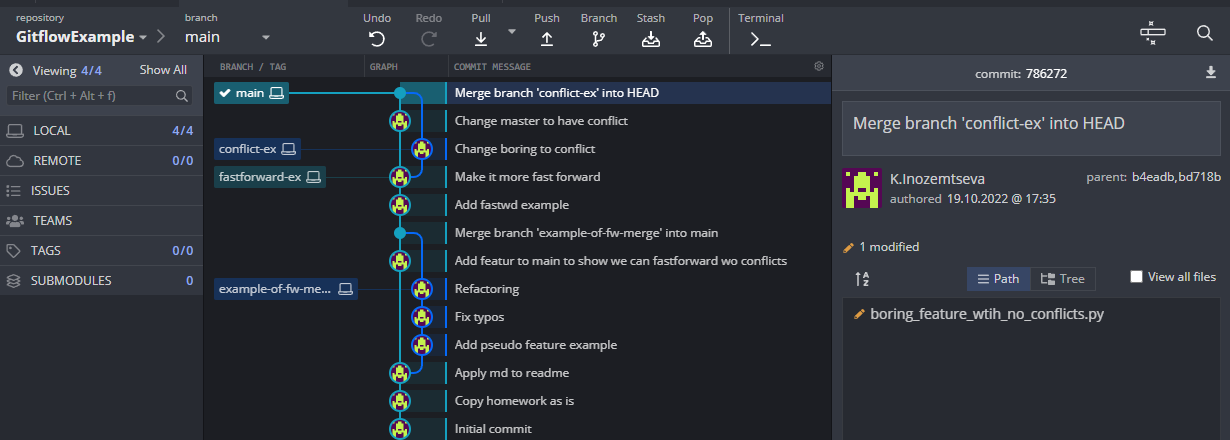 repository
GitflowExample
branch
main
Undo Redo Pull Push Branch Stash Pop Terminal
Viewing 4/4 Show All
Filter (Ctrl + Alt + f)
LOCAL 4/4
REMOTE 0/0
ISSUES
TEAMS
TAGS 0/0
SUBMODULES 0
BRANCH / TAG GRAPH COMMIT MESSAGE
main Merge branch 'conflict-ex' into HEAD
Change master to have conflict
conflict-ex Change boring to conflict
fastforward-ex Make it more fast forward
Add fastwd example
Merge branch 'example-of-fw-merge' into main
Add featur to main to show we can fastforward wo conflicts
example-of-fw-me... Refactoring
Fix typos
Add pseudo feature example
Apply md to readme
Copy homework as is
Initial commit
commit: 786272
Merge branch 'conflict-ex' into HEAD
K.Inozemtseva parent: b4eadb,bd718b
authored 19.10.2022 @ 17:35
1 modified
A Z Path Tree View all files
boring_feature_wtih_no_conflicts.py